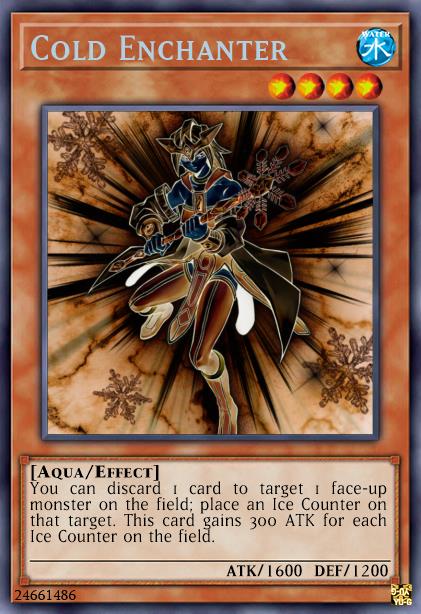 Cold Enchanter
WATER
水
[Aqua/Effect]
You can discard 1 card to target 1 face-up
monster on the field; place an Ice Counter on
that target. This card gains 300 ATK for each
Ice Counter on the field.
ATK/1600 DEF/1200
24661486